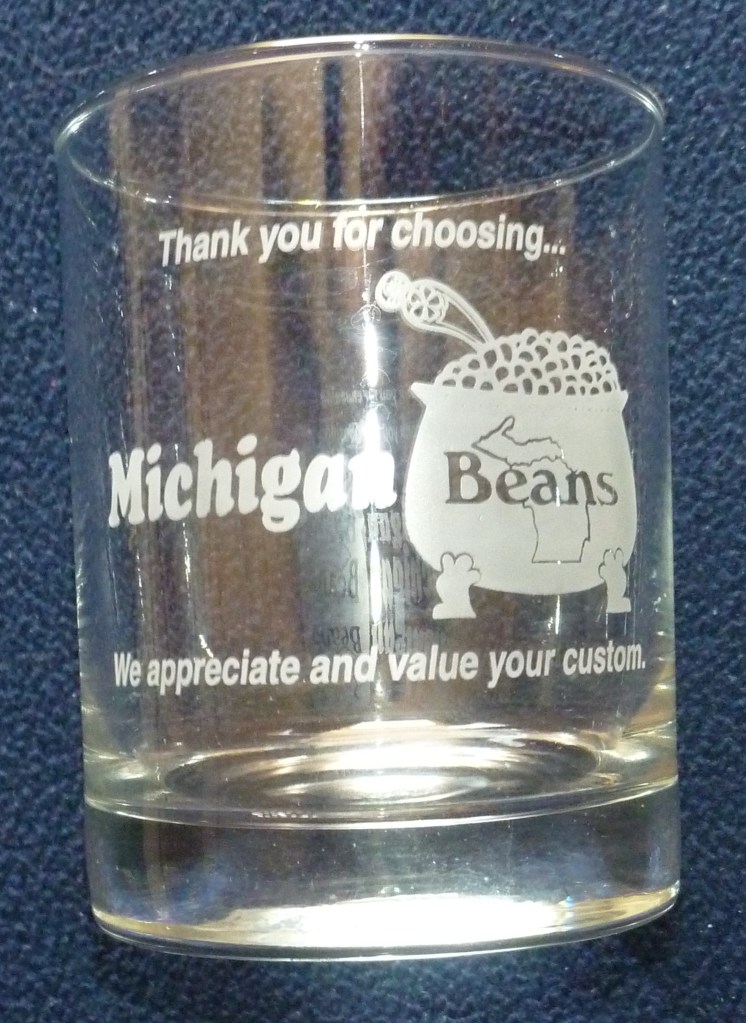 Thank you for choosing...
Michigan Beans
We appreciate and value your custom.